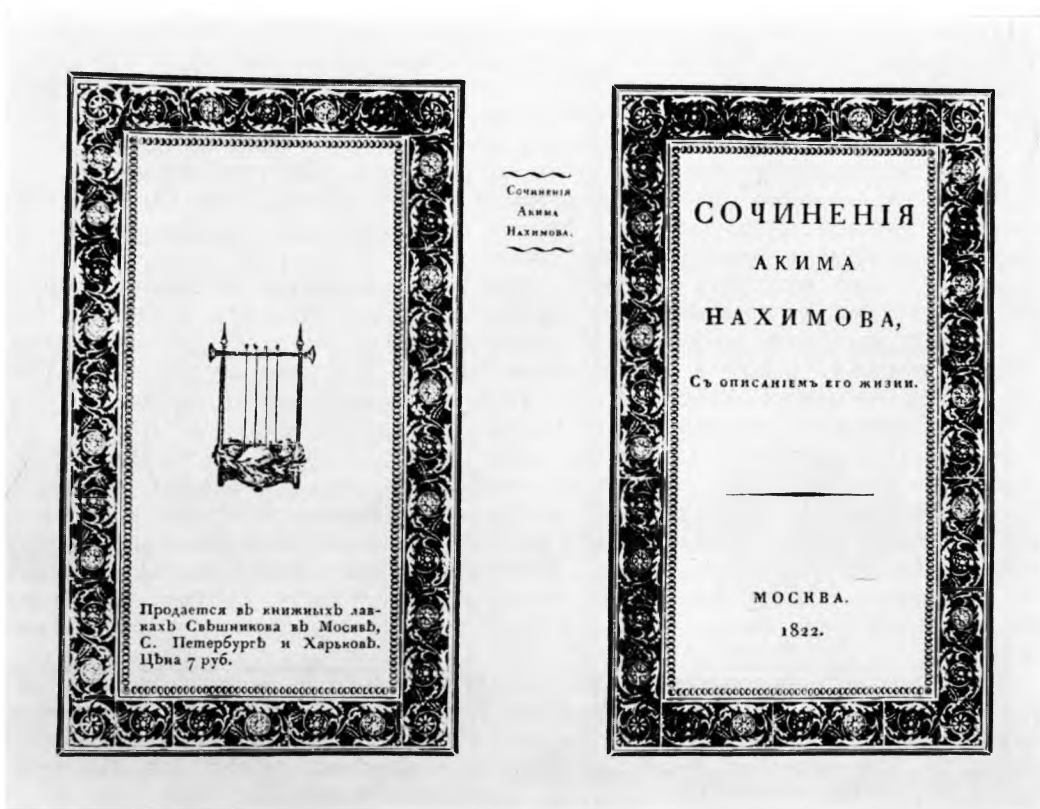 Продается въ книжныхъ лав-
кахъ Свѣшникова въ Москвѣ,
С. Петербургѣ и Харьковѣ.
Цѣна 7 руб.
Сочиненія
Акима
Нахимова.
СОЧИНЕНІЯ
АКИМА
НАХИМОВА,
Съ описаніемъ его жизни.
МОСКВА.
1822.